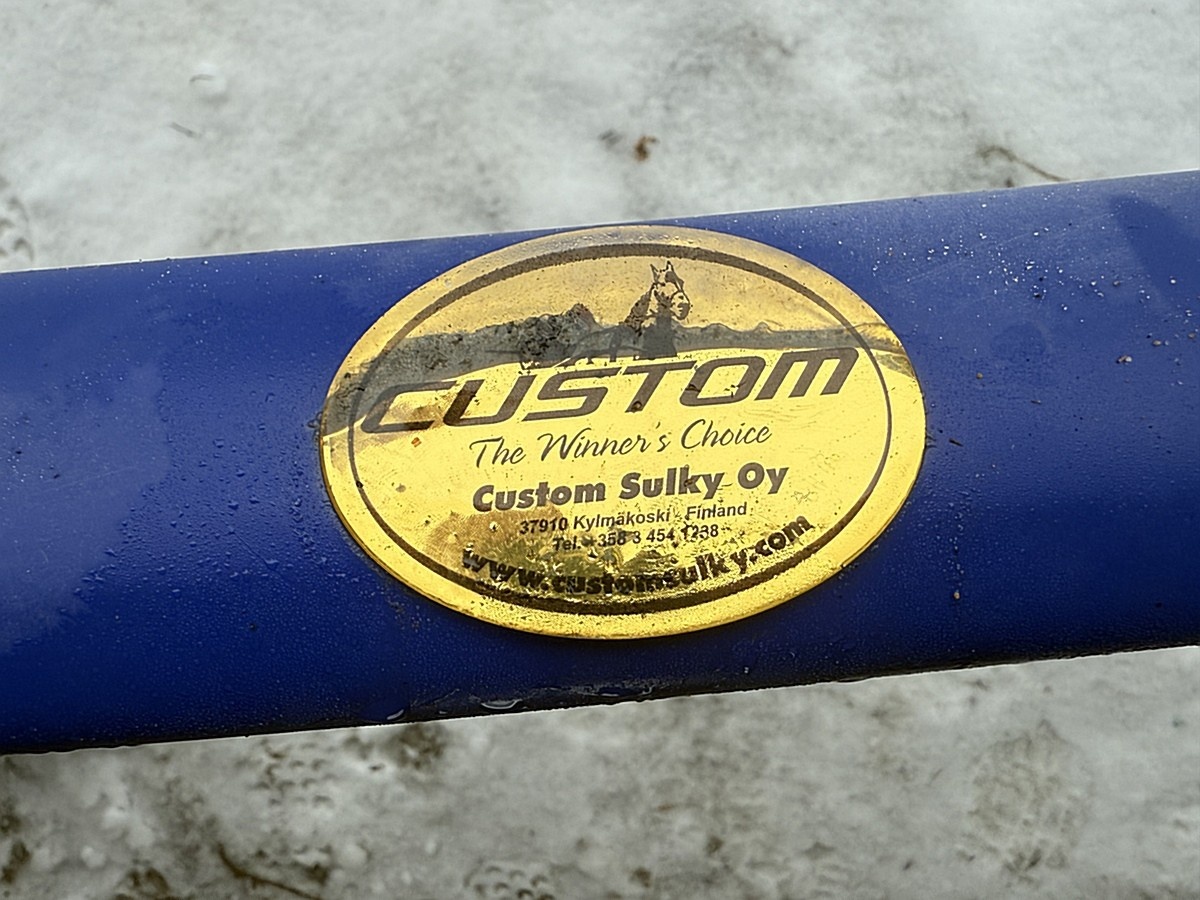 CUSTOM
The Winner's Choice
Custom Sulky Oy
37910 Kylmäkoski - Finland
Tel. +358 3 454 1238
www.customsulky.com